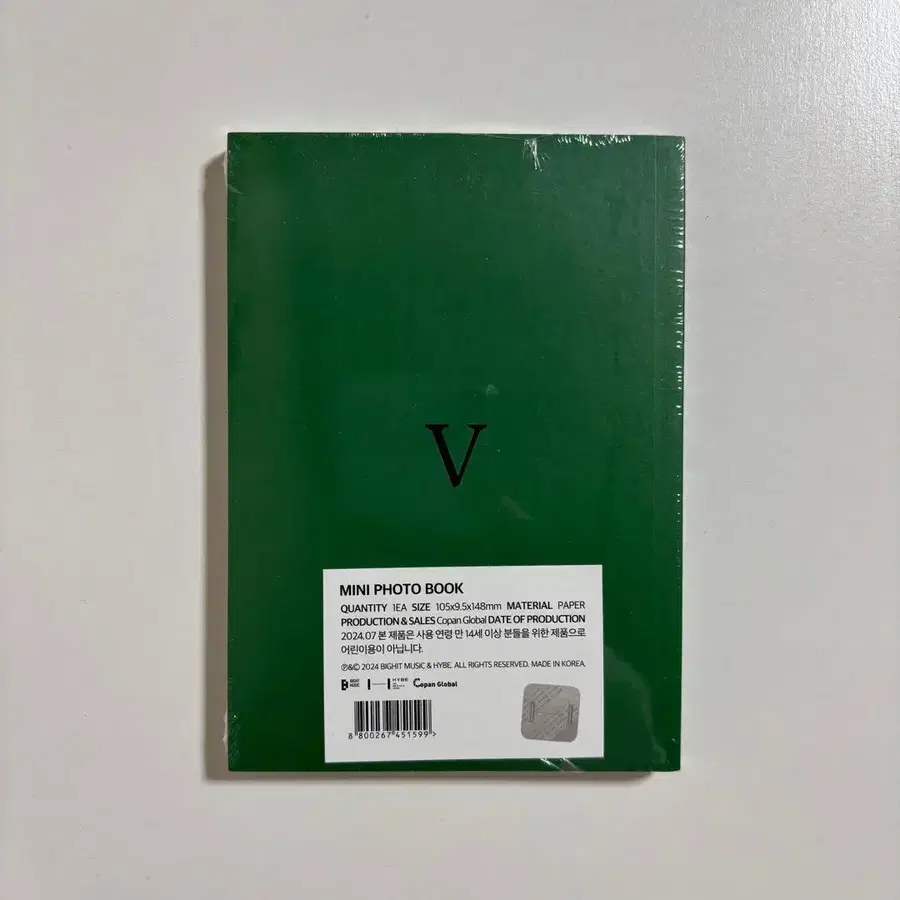 V
MINI PHOTO BOOK
QUANTITY 1EA SIZE 105x9.5x148mm MATERIAL PAPER
PRODUCTION & SALES Copan Global DATE OF PRODUCTION
2024.07 본 제품은 사용 연령 만 14세 이상 분들을 위한 제품으로
어린이용이 아닙니다.
℗&© 2024 BIGHIT MUSIC & HYBE. ALL RIGHTS RESERVED. MADE IN KOREA.
BIGHIT MUSIC HYBE Copan Global
8 800267 451599 >